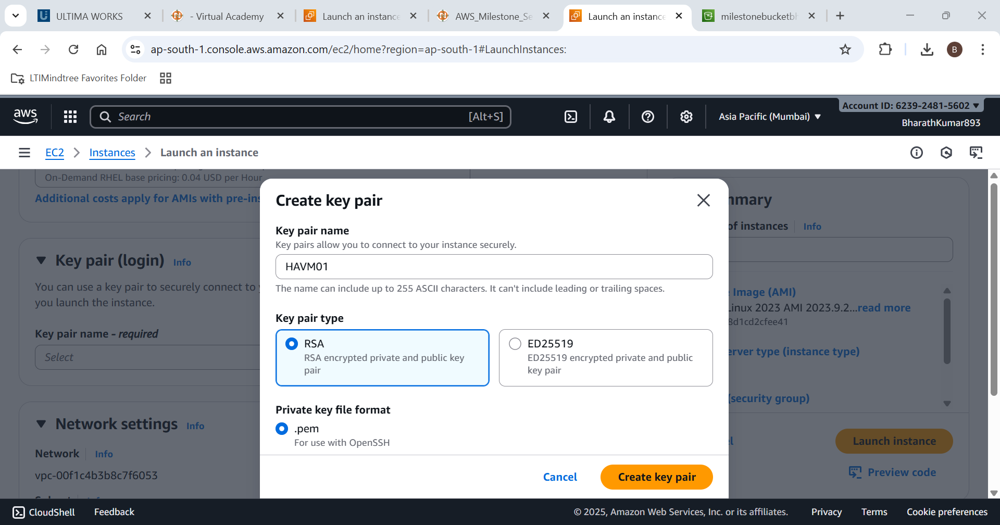 ULTIMA WORKS
- Virtual Academy
Launch an instance
AWS_Milestone_Se
Launch an instance
milestonebucketbh
ap-south-1.console.aws.amazon.com/ec2/home?region=ap-south-1#LaunchInstances:
B
LTIMindtree Favorites Folder
aws
Search
[Alt+S]
Asia Pacific (Mumbai)
Account ID: 6239-2481-5602
BharathKumar893
EC2
Instances
Launch an instance
On-Demand RHEL base pricing: 0.04 USD per Hour
Additional costs apply for AMIs with pre-ins
Key pair (login) Info
You can use a key pair to securely connect to
you launch the instance.
Key pair name - required
Select
Network settings Info
Network Info
vpc-00f1c4b3b8c7f6053
Create key pair
Key pair name
Key pairs allow you to connect to your instance securely.
HAVM01
The name can include up to 255 ASCII characters. It can't include leading or trailing spaces.
Key pair type
RSA
RSA encrypted private and public key
pair
ED25519
ED25519 encrypted private and public
key pair
Private key file format
.pem
For use with OpenSSH
Cancel
Create key pair
mmary
of instances Info
Image (AMI)
Linux 2023 AMI 2023.9.2...read more
8d1cd2cfee41
erver type (instance type)
(security group)
Launch instance
Preview code
CloudShell
Feedback
© 2025, Amazon Web Services, Inc. or its affiliates.
Privacy
Terms
Cookie preferences